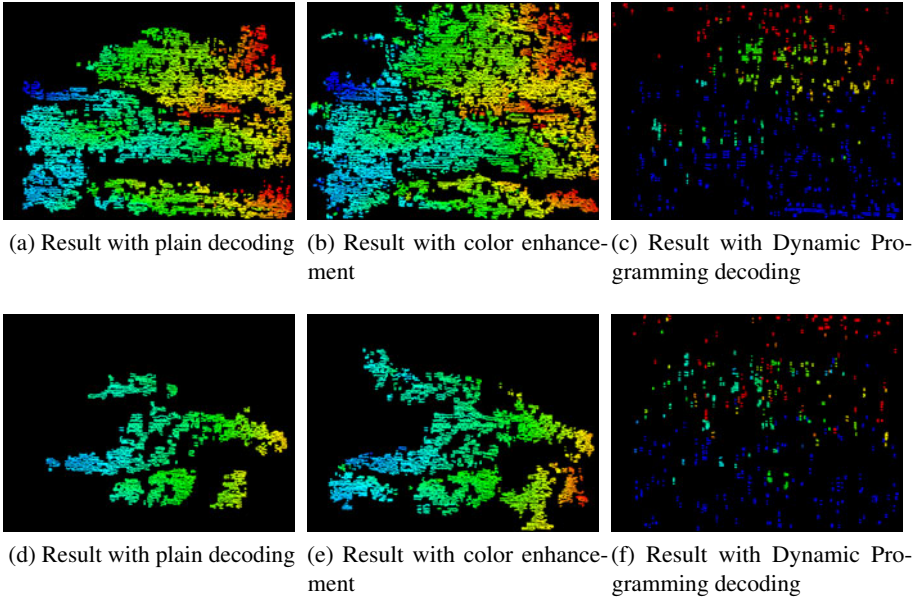 (a) Result with plain decoding
(b) Result with color enhance-
ment
(c) Result with Dynamic Pro-
gramming decoding
(d) Result with plain decoding
(e) Result with color enhance-
ment
(f) Result with Dynamic Pro-
gramming decoding